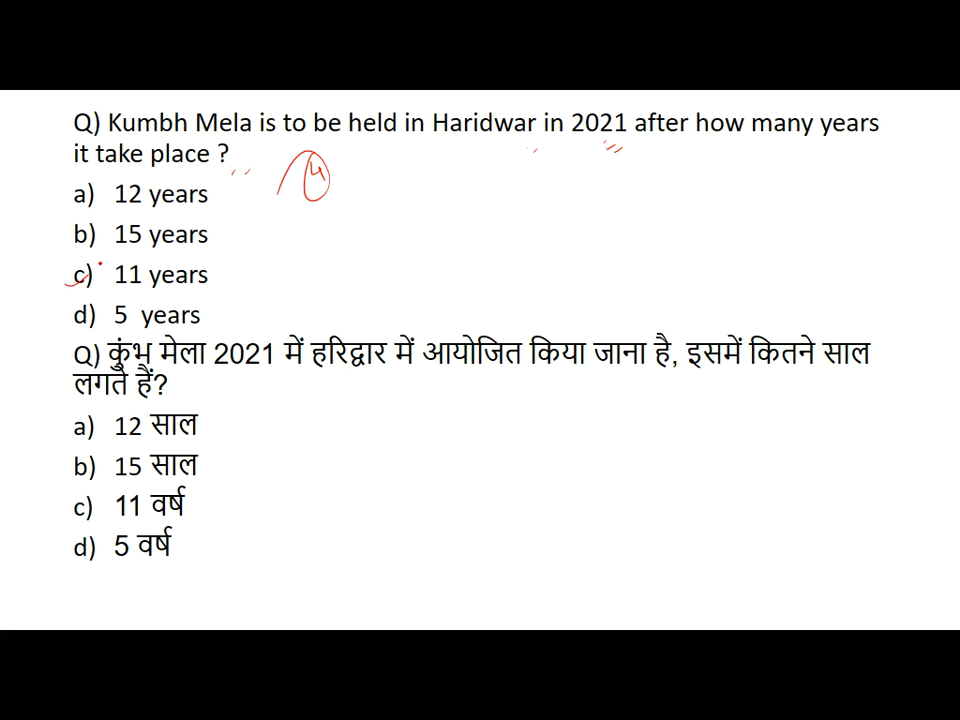 Q) Kumbh Mela is to be held in Haridwar in 2021 after how many years
it take place ?
4
a) 12 years
b) 15 years
c) 11 years
d) 5 years
Q) कुंभ मेला 2021 में हरिद्वार में आयोजित किया जाना है, इसमें कितने साल
लगते हैं?
a) 12 साल
b) 15 साल
c) 11 वर्ष
d) 5 वर्ष